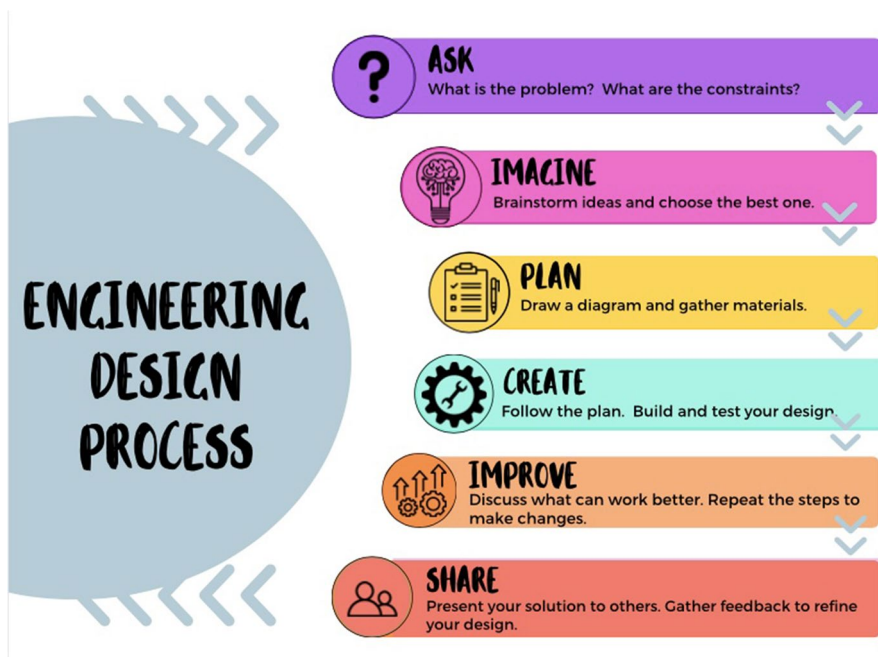 ENGINEERING
DESIGN
PROCESS
ASK
What is the problem? What are the constraints?
IMAGINE
Brainstorm ideas and choose the best one.
PLAN
Draw a diagram and gather materials.
CREATE
Follow the plan. Build and test your design.
IMPROVE
Discuss what can work better. Repeat the steps to
make changes.
SHARE
Present your solution to others. Gather feedback to refine
your design.